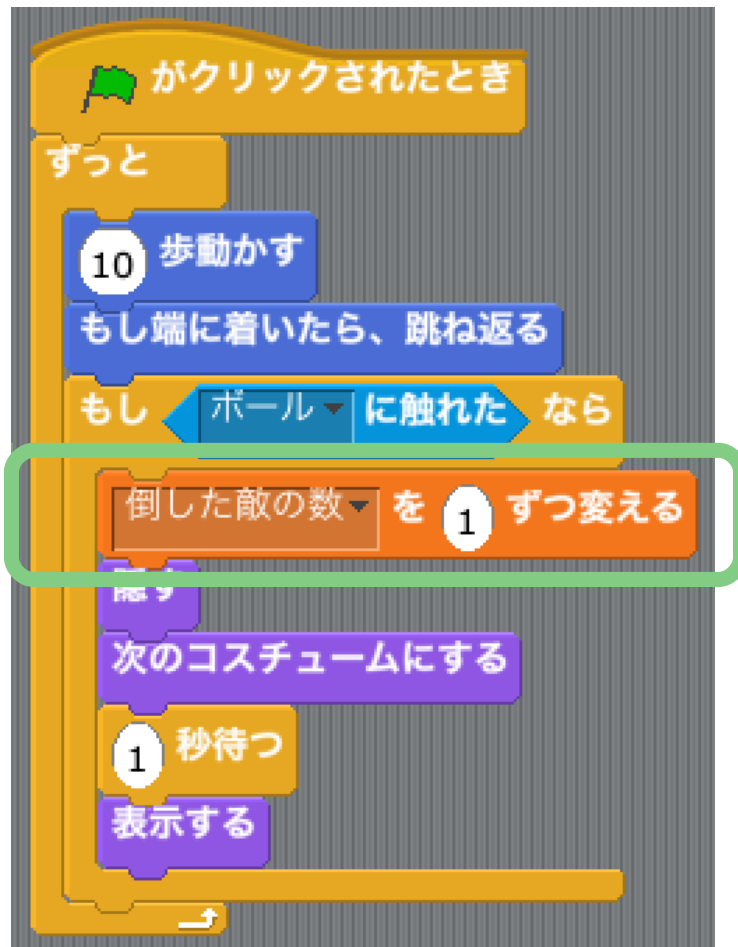 がクリックされたとき
ずっと
10 歩動かす
もし端に着いたら、跳ね返る
もし ボール に触れた なら
倒した敵の数 を 1 ずつ変える
隠す
次のコスチュームにする
1 秒待つ
表示する